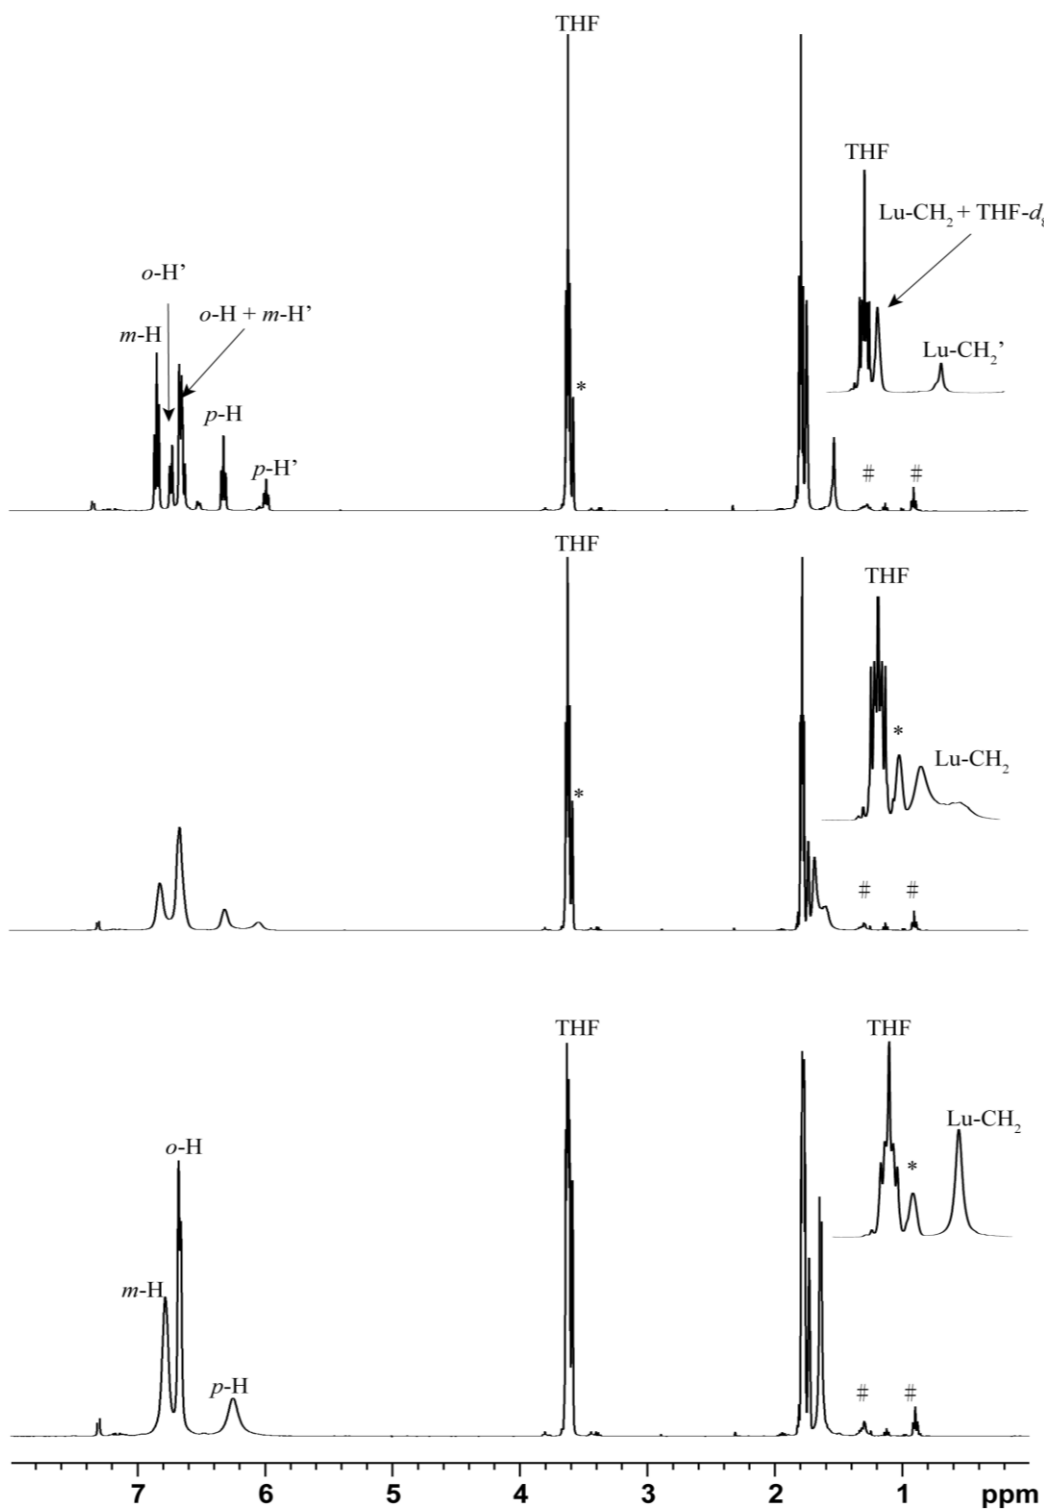 THF
THF
Lu-CH2 + THF-d8
o-H’
o-H + m-H’
m-H
Lu-CH2’
*
p-H
p-H’
# #
THF
THF
*
Lu-CH2
*
# #
THF
THF
Lu-CH2
o-H
*
m-H
p-H
# #
7 6 5 4 3 2 1 ppm